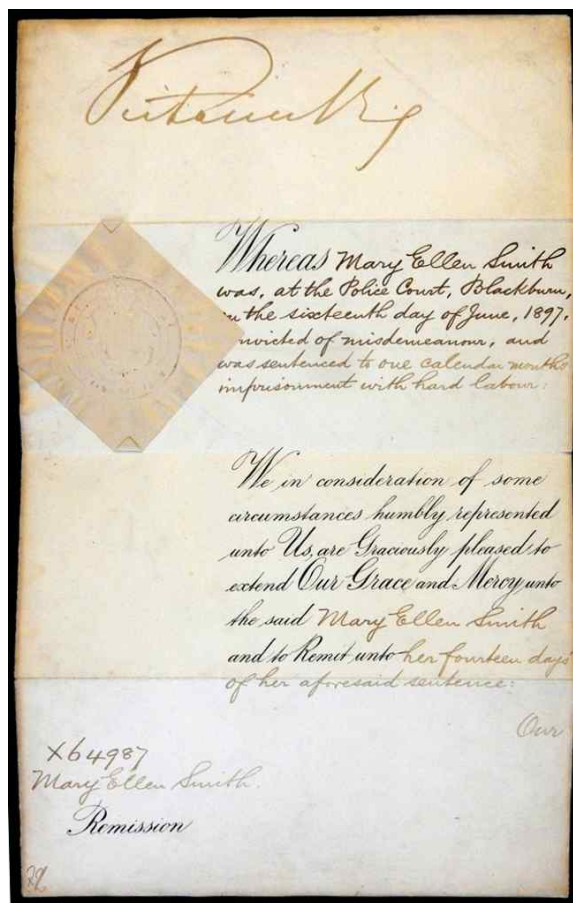 Victoria R I
Whereas Mary Ellen Smith
was, at the Police Court, Blackburn,
on the sixteenth day of June, 1897,
convicted of misdemeanour, and
was sentenced to one calendar months
imprisonment with hard labour:
We in consideration of some
circumstances humbly represented
unto Us, are Graciously pleased to
extend Our Grace and Mercy unto
the said Mary Ellen Smith
and to Remit unto her fourteen days
of her aforesaid sentence:
Our
X64987
Mary Ellen Smith.
Remission